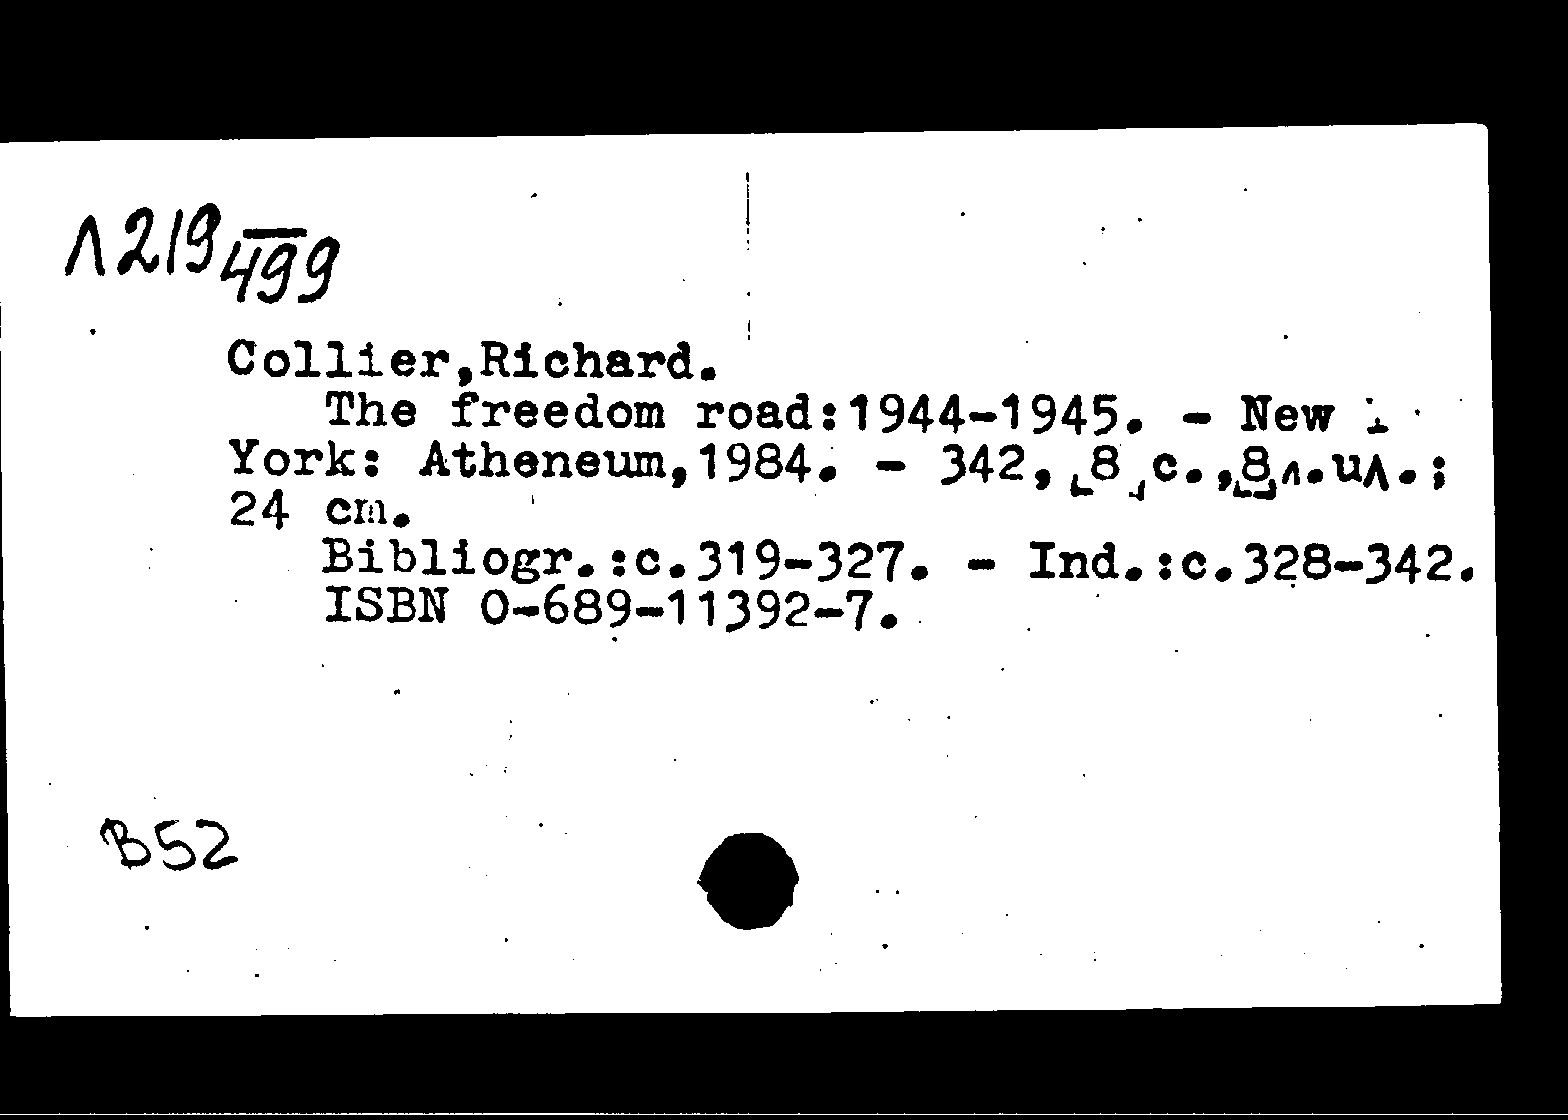 Л219
499
Collier,Richard.
The freedom road:1944-1945. - New
York: Atheneum,1984. - 342, [8] с.,[8]л.ил.;
24 cm.
Bibliogr.:с.319-327. - Ind.:с.328-342.
ISBN 0-689-11392-7.
B52